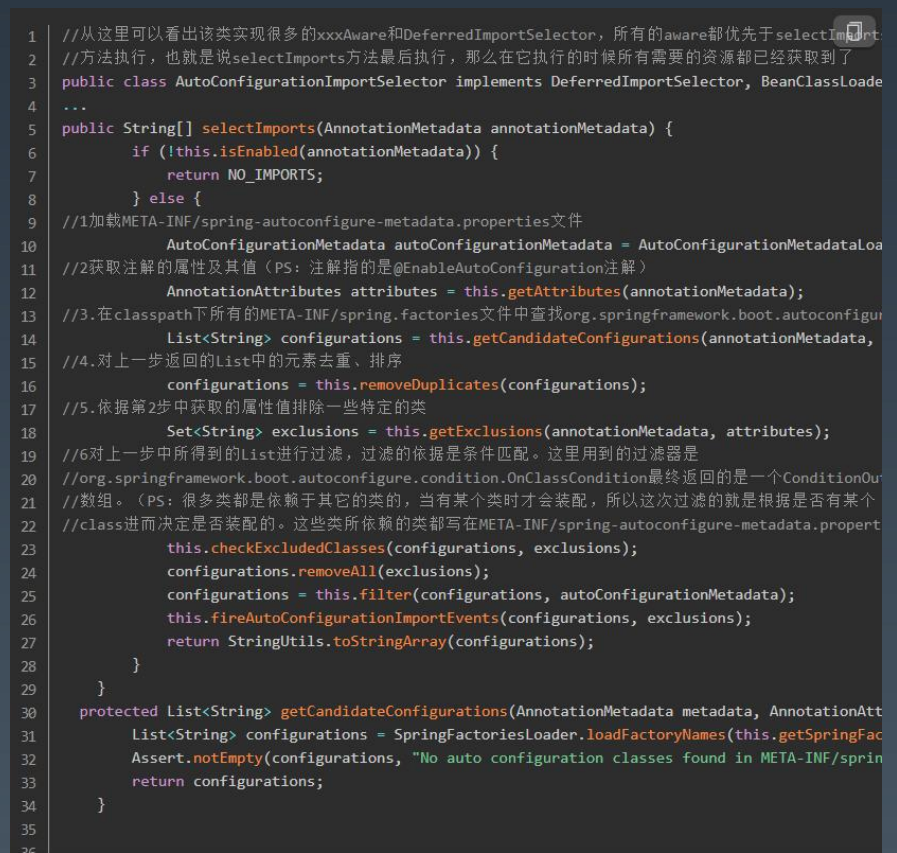 1 //从这里可以看出该类实现很多的xxxAware和DeferredImportSelector，所有的aware都优先于selectImports
2 //方法执行，也就是说selectImports方法最后执行，那么在它执行的时候所有需要的资源都已经获取到了
3 public class AutoConfigurationImportSelector implements DeferredImportSelector, BeanClassLoade
4 ...
5 public String[] selectImports(AnnotationMetadata annotationMetadata) {
6 if (!this.isEnabled(annotationMetadata)) {
7 return NO_IMPORTS;
8 } else {
9 //1加载META-INF/spring-autoconfigure-metadata.properties文件
10 AutoConfigurationMetadata autoConfigurationMetadata = AutoConfigurationMetadataLoa
11 //2获取注解的属性及其值（PS：注解指的是@EnableAutoConfiguration注解）
12 AnnotationAttributes attributes = this.getAttributes(annotationMetadata);
13 //3.在classpath下所有的META-INF/spring.factories文件中查找org.springframework.boot.autoconfigur
14 List<String> configurations = this.getCandidateConfigurations(annotationMetadata,
15 //4.对上一步返回的List中的元素去重、排序
16 configurations = this.removeDuplicates(configurations);
17 //5.依据第2步中获取的属性值排除一些特定的类
18 Set<String> exclusions = this.getExclusions(annotationMetadata, attributes);
19 //6对上一步中所得到的List进行过滤，过滤的依据是条件匹配。这里用到的过滤器是
20 //org.springframework.boot.autoconfigure.condition.OnClassCondition最终返回的是一个ConditionOu
21 //数组。（PS：很多类都是依赖于其它的类的，当有某个类时才会装配，所以这次过滤的就是根据是否有某个
22 //class进而决定是否装配的。这些类所依赖的类都写在META-INF/spring-autoconfigure-metadata.propert
23 this.checkExcludedClasses(configurations, exclusions);
24 configurations.removeAll(exclusions);
25 configurations = this.filter(configurations, autoConfigurationMetadata);
26 this.fireAutoConfigurationImportEvents(configurations, exclusions);
27 return StringUtils.toStringArray(configurations);
28 }
29 }
30 protected List<String> getCandidateConfigurations(AnnotationMetadata metadata, AnnotationAtt
31 List<String> configurations = SpringFactoriesLoader.loadFactoryNames(this.getSpringFac
32 Assert.notEmpty(configurations, "No auto configuration classes found in META-INF/sprin
33 return configurations;
34 }
35
36